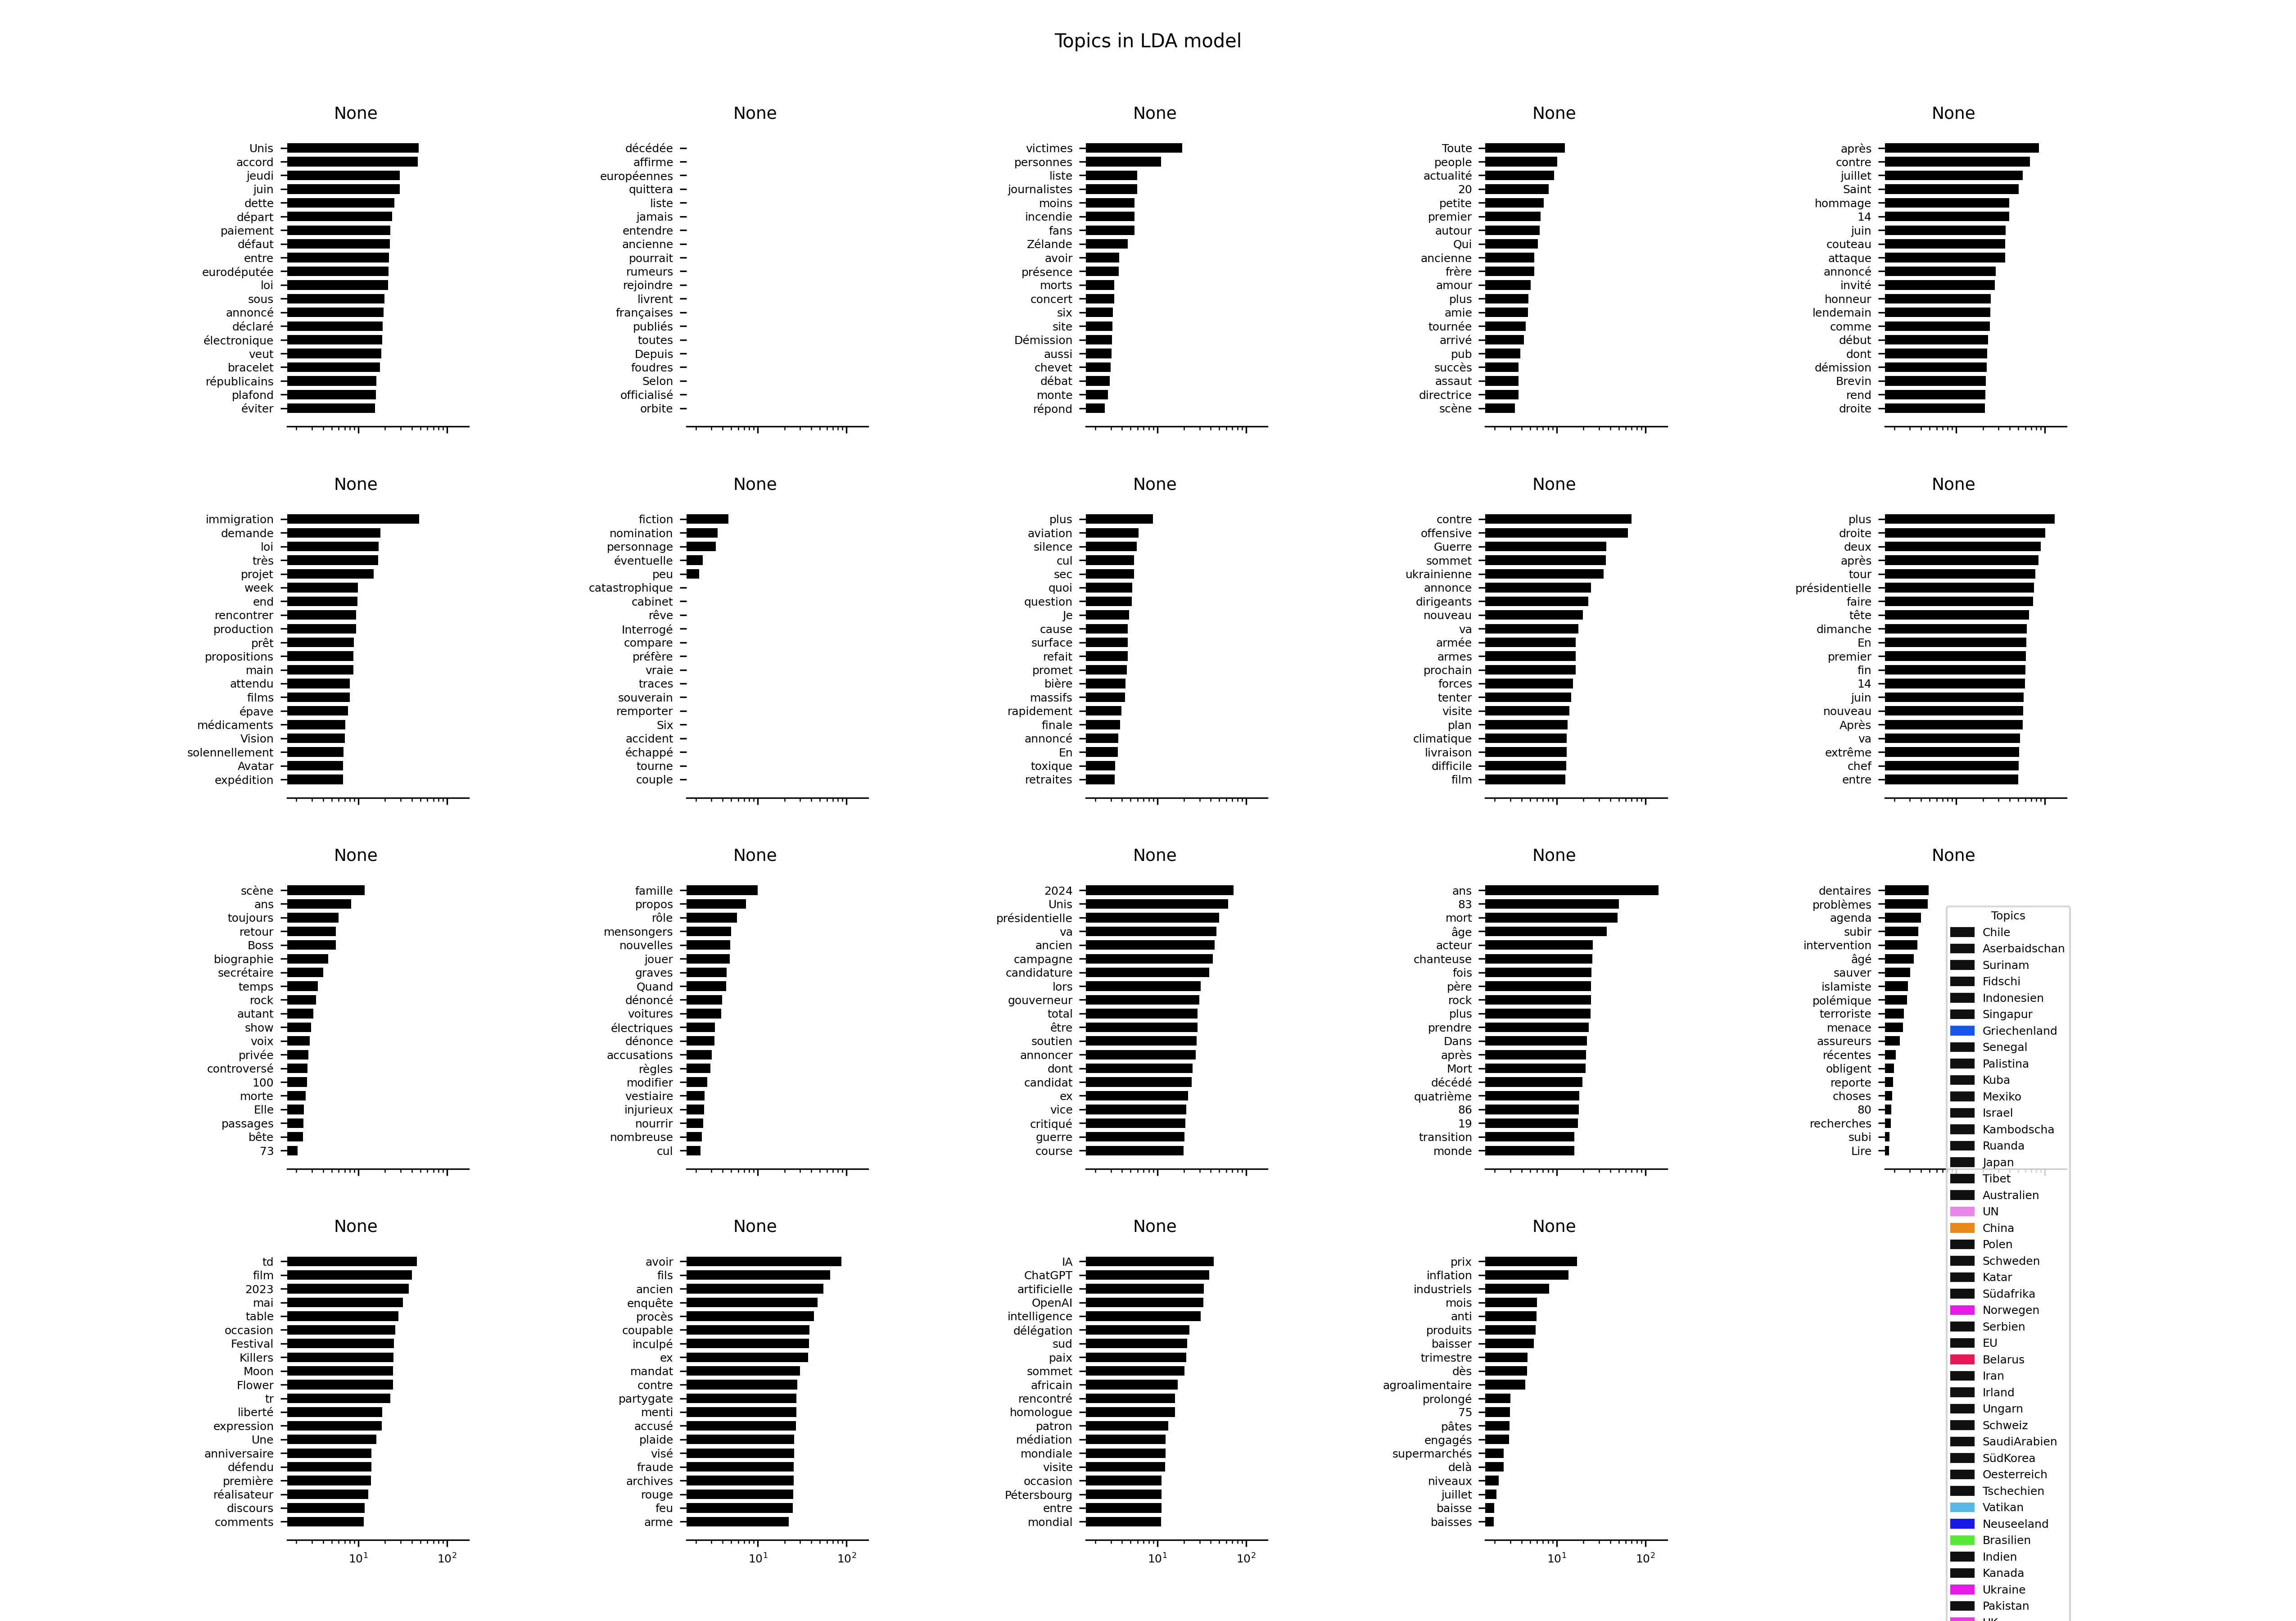 Topics in LDA model
None
Unis
accord
jeudi
juin
dette
départ
paiement
défaut
entre
eurodéputée
loi
sous
annoncé
déclaré
électronique
veut
bracelet
républicains
plafond
éviter
None
décédée
affirme
européennes
quittera
liste
jamais
entendre
ancienne
pourrait
rumeurs
rejoindre
livrent
françaises
publiés
toutes
Depuis
foudres
Selon
officialisé
orbite
None
victimes
personnes
liste
journalistes
moins
incendie
fans
Zélande
avoir
présence
morts
concert
six
site
Démission
aussi
chevet
débat
monte
répond
None
Toute
people
actualité
20
petite
premier
autour
Qui
ancienne
frère
amour
plus
amie
tournée
arrivé
pub
succès
assaut
directrice
scène
None
après
contre
juillet
Saint
hommage
14
juin
couteau
attaque
annoncé
invité
honneur
lendemain
comme
début
dont
démission
Brevin
rend
droite
None
immigration
demande
loi
très
projet
week
end
rencontrer
production
prêt
propositions
main
attendu
films
épave
médicaments
Vision
solennellement
Avatar
expédition
None
fiction
nomination
personnage
éventuelle
peu
catastrophique
cabinet
rêve
Interrogé
compare
préfère
vraie
traces
souverain
remporter
Six
accident
échappé
tourne
couple
None
plus
aviation
silence
cul
sec
quoi
question
Je
cause
surface
refait
promet
bière
massifs
rapidement
finale
annoncé
En
toxique
retraites
None
contre
offensive
Guerre
sommet
ukrainienne
annonce
dirigeants
nouveau
va
armée
armes
prochain
forces
tenter
visite
plan
climatique
livraison
difficile
film
None
plus
droite
deux
après
tour
présidentielle
faire
tête
dimanche
En
premier
fin
14
juin
nouveau
Après
va
extrême
chef
entre
None
scène
ans
toujours
retour
Boss
biographie
secrétaire
temps
rock
autant
show
voix
privée
controversé
100
morte
Elle
passages
bête
73
None
famille
propos
rôle
mensongers
nouvelles
jouer
graves
Quand
dénoncé
voitures
électriques
dénonce
accusations
règles
modifier
vestiaire
injurieux
nourrir
nombreuse
cul
None
2024
Unis
présidentielle
va
ancien
campagne
candidature
lors
gouverneur
total
être
soutien
annoncer
dont
candidat
ex
vice
critiqué
guerre
course
None
ans
83
mort
âge
acteur
chanteuse
fois
père
rock
plus
prendre
Dans
après
Mort
décédé
quatrième
86
19
transition
monde
None
dentaires
problèmes
agenda
subir
intervention
âgé
sauver
islamiste
polémique
terroriste
menace
assureurs
récentes
obligent
reporte
choses
80
recherches
subi
Lire
None
td
film
2023
mai
table
occasion
Festival
Killers
Moon
Flower
tr
liberté
expression
Une
anniversaire
défendu
première
réalisateur
discours
comments
10¹ 10²
None
avoir
fils
ancien
enquête
procès
coupable
inculpé
ex
mandat
contre
partygate
menti
accusé
plaide
visé
fraude
archives
rouge
feu
arme
10¹ 10²
None
IA
ChatGPT
artificielle
OpenAI
intelligence
délégation
sud
paix
sommet
africain
rencontré
homologue
patron
médiation
mondiale
visite
occasion
Pétersbourg
entre
mondial
10¹ 10²
None
prix
inflation
industriels
mois
anti
produits
baisser
trimestre
dès
agroalimentaire
prolongé
75
pâtes
engagés
supermarchés
delà
niveaux
juillet
baisse
baisses
10¹ 10²
Topics
Chile
Aserbaidschan
Surinam
Fidschi
Indonesien
Singapur
Griechenland
Senegal
Palistina
Kuba
Mexiko
Israel
Kambodscha
Ruanda
Japan
Tibet
Australien
UN
China
Polen
Schweden
Katar
Südafrika
Norwegen
Serbien
EU
Belarus
Iran
Irland
Ungarn
Schweiz
SaudiArabien
SüdKorea
Oesterreich
Tschechien
Vatikan
Neuseeland
Brasilien
Indien
Kanada
Ukraine
Pakistan